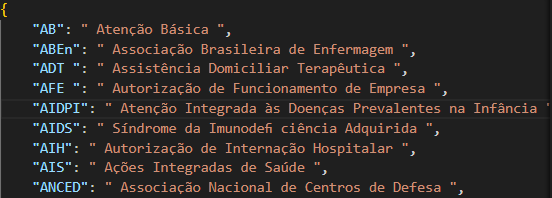 {
"AB": " Atenção Básica ",
"ABEn": " Associação Brasileira de Enfermagem ",
"ADT ": " Assistência Domiciliar Terapêutica ",
"AFE ": " Autorização de Funcionamento de Empresa ",
"AIDPI": " Atenção Integrada às Doenças Prevalentes na Infância "
"AIDS": " Síndrome da Imunodefi ciência Adquirida ",
"AIH": " Autorização de Internação Hospitalar ",
"AIS": " Ações Integradas de Saúde ",
"ANCED": " Associação Nacional de Centros de Defesa ",